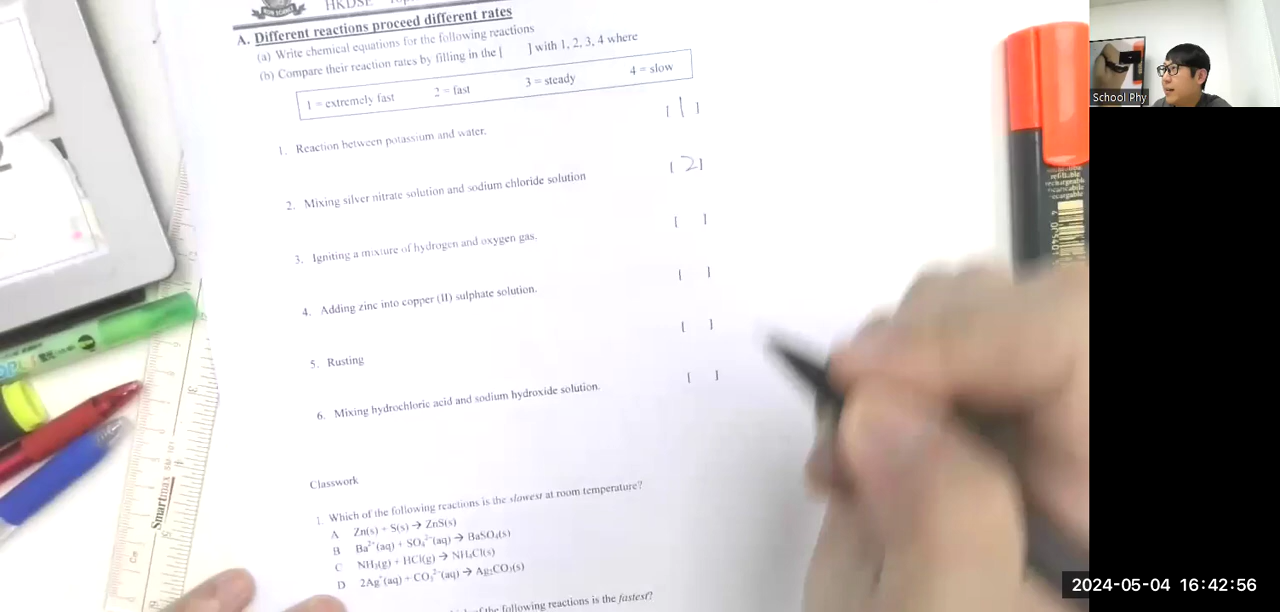 HKDSE
A. Different reactions proceed different rates
(a) Write chemical equations for the following reactions
(b) Compare their reaction rates by filling in the [ ] with 1, 2, 3, 4 where
1 = extremely fast 2 = fast 3 = steady 4 = slow
1. Reaction between potassium and water. [ 1 ]
2. Mixing silver nitrate solution and sodium chloride solution [ 2 ]
3. Igniting a mixture of hydrogen and oxygen gas. [ ]
4. Adding zinc into copper (II) sulphate solution. [ ]
5. Rusting [ ]
6. Mixing hydrochloric acid and sodium hydroxide solution. [ ]
Classwork
1. Which of the following reactions is the slowest at room temperature?
A Zn(s) + S(s) → ZnS(s)
B Ba²⁺(aq) + SO₄²⁻(aq) → BaSO₄(s)
C NH₃(g) + HCl(g) → NH₄Cl(s)
D 2Ag⁺(aq) + CO₃²⁻(aq) → Ag₂CO₃(s)
of the following reactions is the fastest?
Smartmax
refillable
rechargeable
School Phy
2024-05-04 16:42:56